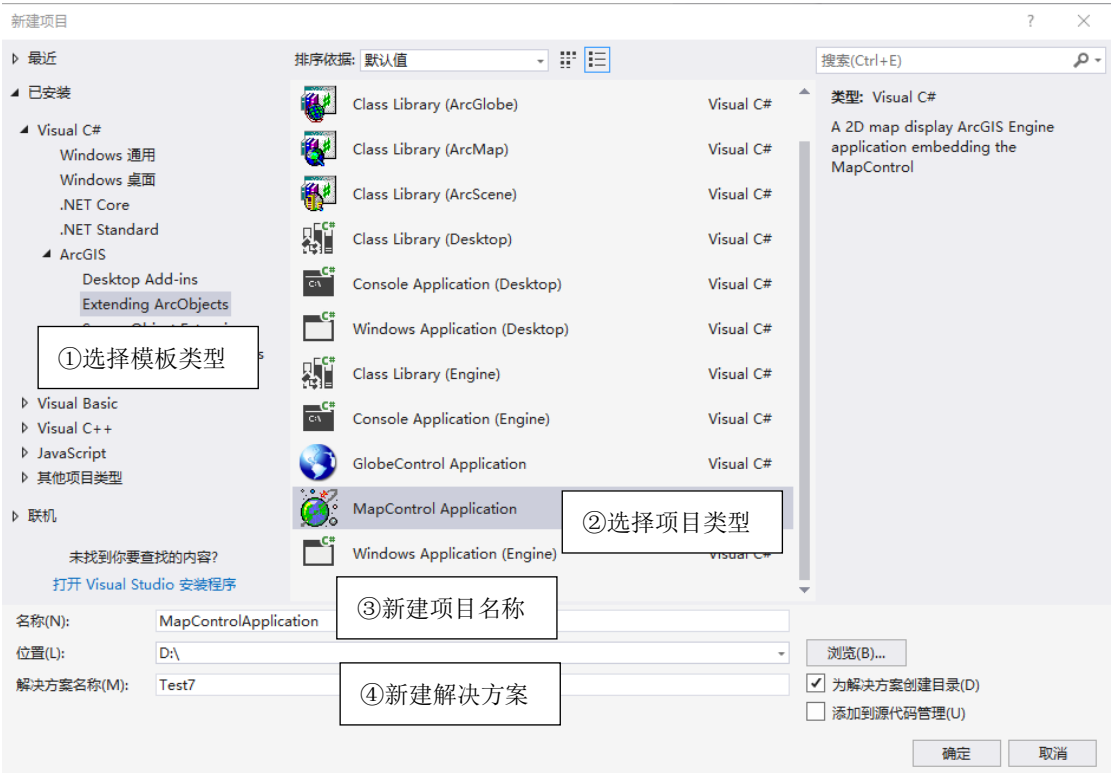 新建项目
?
最近
排序依据: 默认值
搜索(Ctrl+E)
已安装
Visual C#
Windows 通用
Windows 桌面
.NET Core
.NET Standard
ArcGIS
Desktop Add-ins
Extending ArcObjects
①选择模板类型
s
Visual Basic
Visual C++
JavaScript
其他项目类型
联机
未找到你要查找的内容?
打开 Visual Studio 安装程序
Class Library (ArcGlobe) Visual C#
Class Library (ArcMap) Visual C#
Class Library (ArcScene) Visual C#
Class Library (Desktop) Visual C#
Console Application (Desktop) Visual C#
Windows Application (Desktop) Visual C#
Class Library (Engine) Visual C#
Console Application (Engine) Visual C#
GlobeControl Application Visual C#
MapControl Application
②选择项目类型
Windows Application (Engine) Visual C#
类型: Visual C#
A 2D map display ArcGIS Engine
application embedding the
MapControl
名称(N): MapControlApplication
③新建项目名称
位置(L): D:\
浏览(B)...
解决方案名称(M): Test7
④新建解决方案
为解决方案创建目录(D)
添加到源代码管理(U)
确定
取消